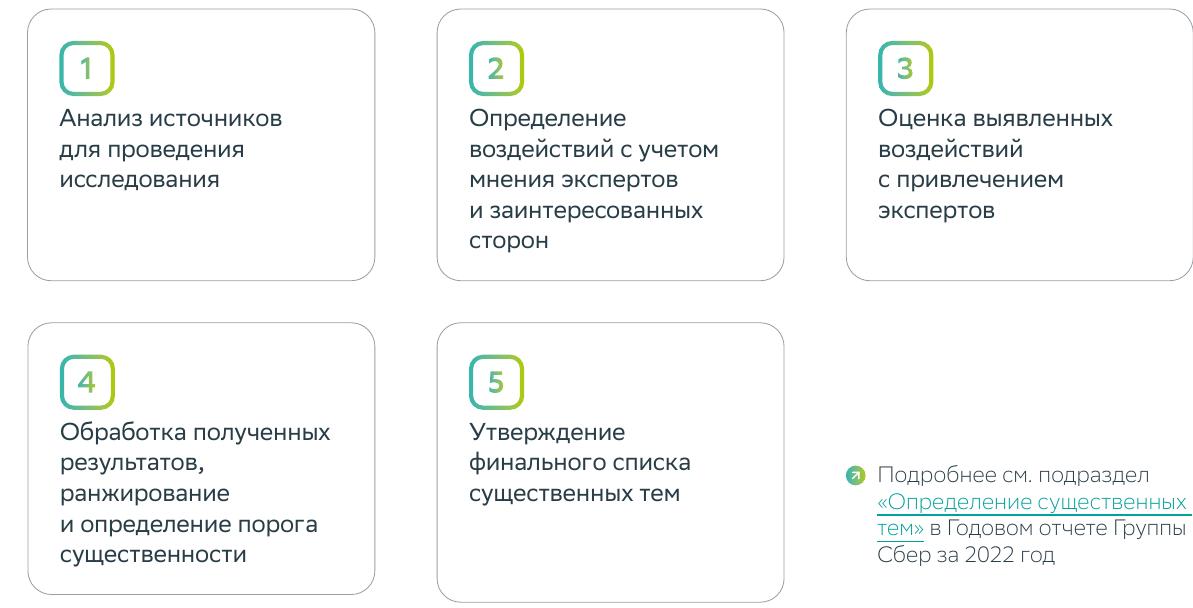 1
Анализ источников
для проведения
исследования
2
Определение
воздействий с учетом
мнения экспертов
и заинтересованных
сторон
3
Оценка выявленных
воздействий
с привлечением
экспертов
4
Обработка полученных
результатов,
ранжирование
и определение порога
существенности
5
Утверждение
финального списка
существенных тем
Подробнее см. подраздел
«Определение существенных
тем» в Годовом отчете Группы
Сбер за 2022 год